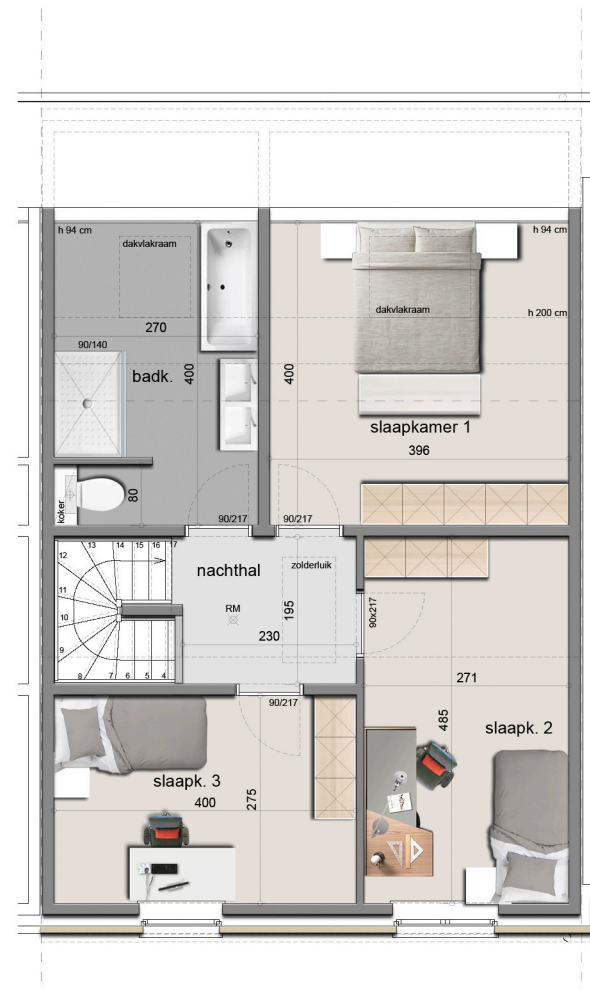 h 94 cm
dakvlakraam
h 94 cm
dakvlakraam
h 200 cm
270
90/140
badk.
400
400
slaapkamer 1
396
koker
80
90/217
90/217
13
14
15
16
17
12
11
10
9
8
7
6
5
4
nachthal
zolderluik
RM
195
230
90x217
271
90/217
485
slaapk. 2
slaapk. 3
400
275